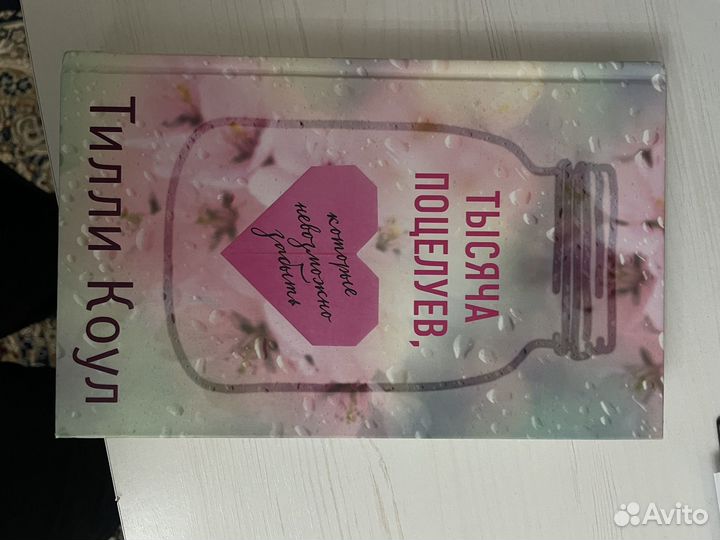 ТЫСЯЧА
ПОЦЕЛУЕВ,
которые
невозможно
забыть
Тилли Коул
Avito